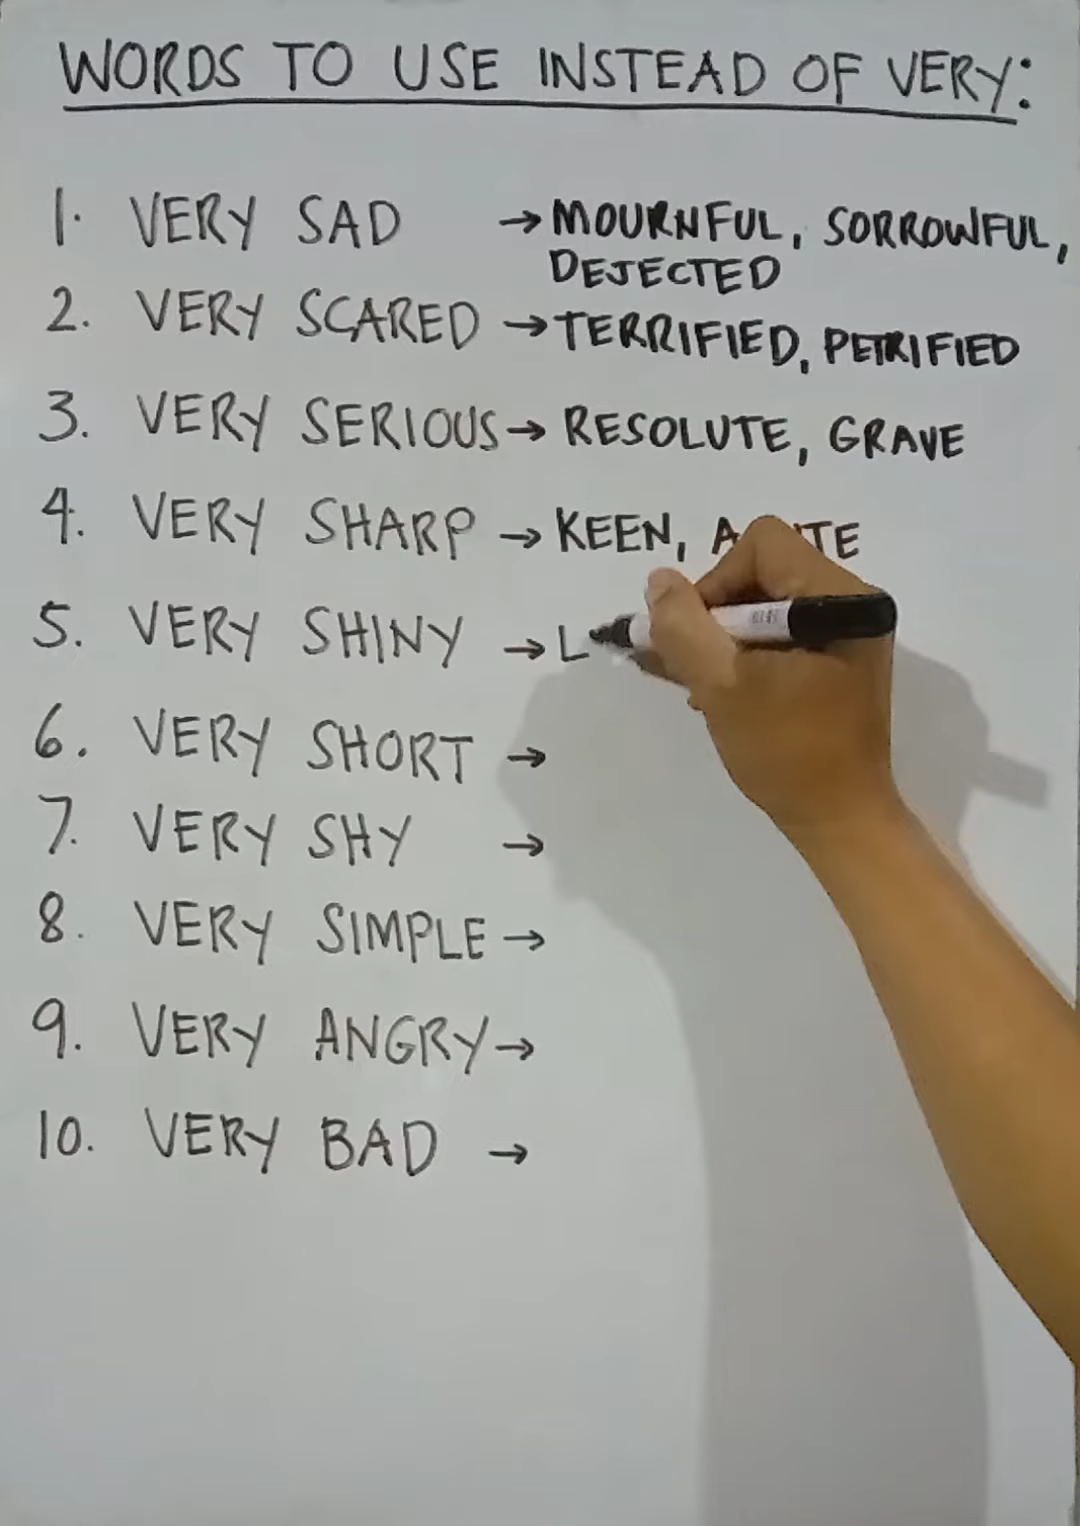 WORDS TO USE INSTEAD OF VERY:
1. VERY SAD → MOURNFUL, SORROWFUL,
DEJECTED
2. VERY SCARED → TERRIFIED, PETRIFIED
3. VERY SERIOUS → RESOLUTE, GRAVE
4. VERY SHARP → KEEN,
5. VERY SHINY → L
6. VERY SHORT →
7. VERY SHY →
8. VERY SIMPLE →
9. VERY ANGRY →
10. VERY BAD →